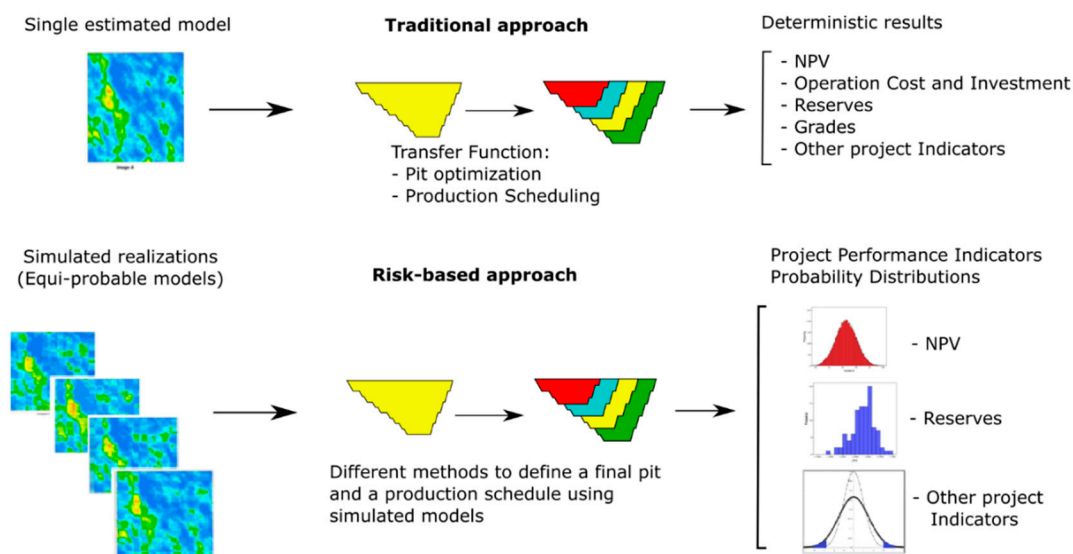 Single estimated model
Traditional approach
Deterministic results
- NPV
- Operation Cost and Investment
- Reserves
- Grades
- Other project Indicators
Transfer Function:
- Pit optimization
- Production Scheduling
Simulated realizations
(Equi-probable models)
Risk-based approach
Project Performance Indicators
Probability Distributions
- NPV
- Reserves
- Other project
Indicators
Different methods to define a final pit
and a production schedule using
simulated models